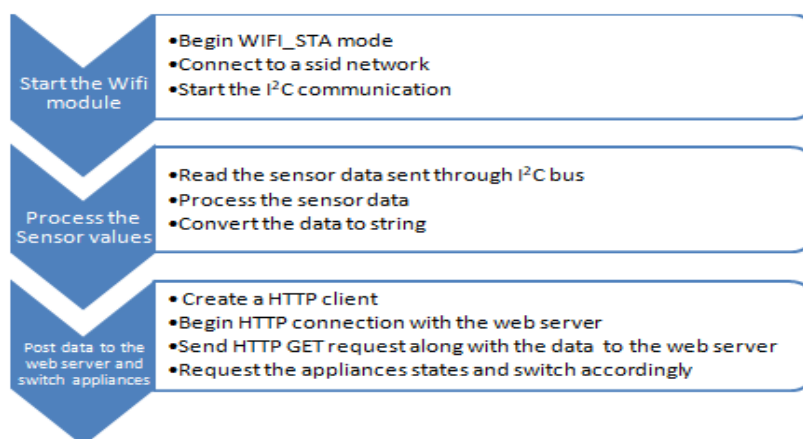 Start the Wifi
module
•Begin WIFI_STA mode
•Connect to a ssid network
•Start the I²C communication
Process the
Sensor values
•Read the sensor data sent through I²C bus
•Process the sensor data
•Convert the data to string
Post data to the
web server and
switch appliances
• Create a HTTP client
•Begin HTTP connection with the web server
•Send HTTP GET request along with the data to the web server
•Request the appliances states and switch accordingly